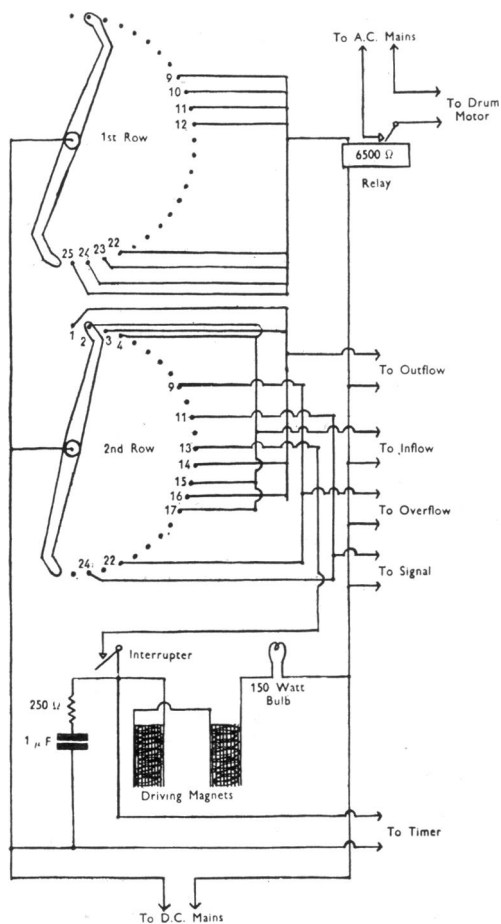 To A.C. Mains
9
10
11
12
1st Row
To Drum
Motor
6500 Ω
Relay
25
24
23
22
1
2
3
4
To Outflow
9
11
To Inflow
13
2nd Row
14
15
16
To Overflow
17
24
22
To Signal
Interrupter
250 Ω
150 Watt
Bulb
1 μF
Driving Magnets
To Timer
To D.C. Mains